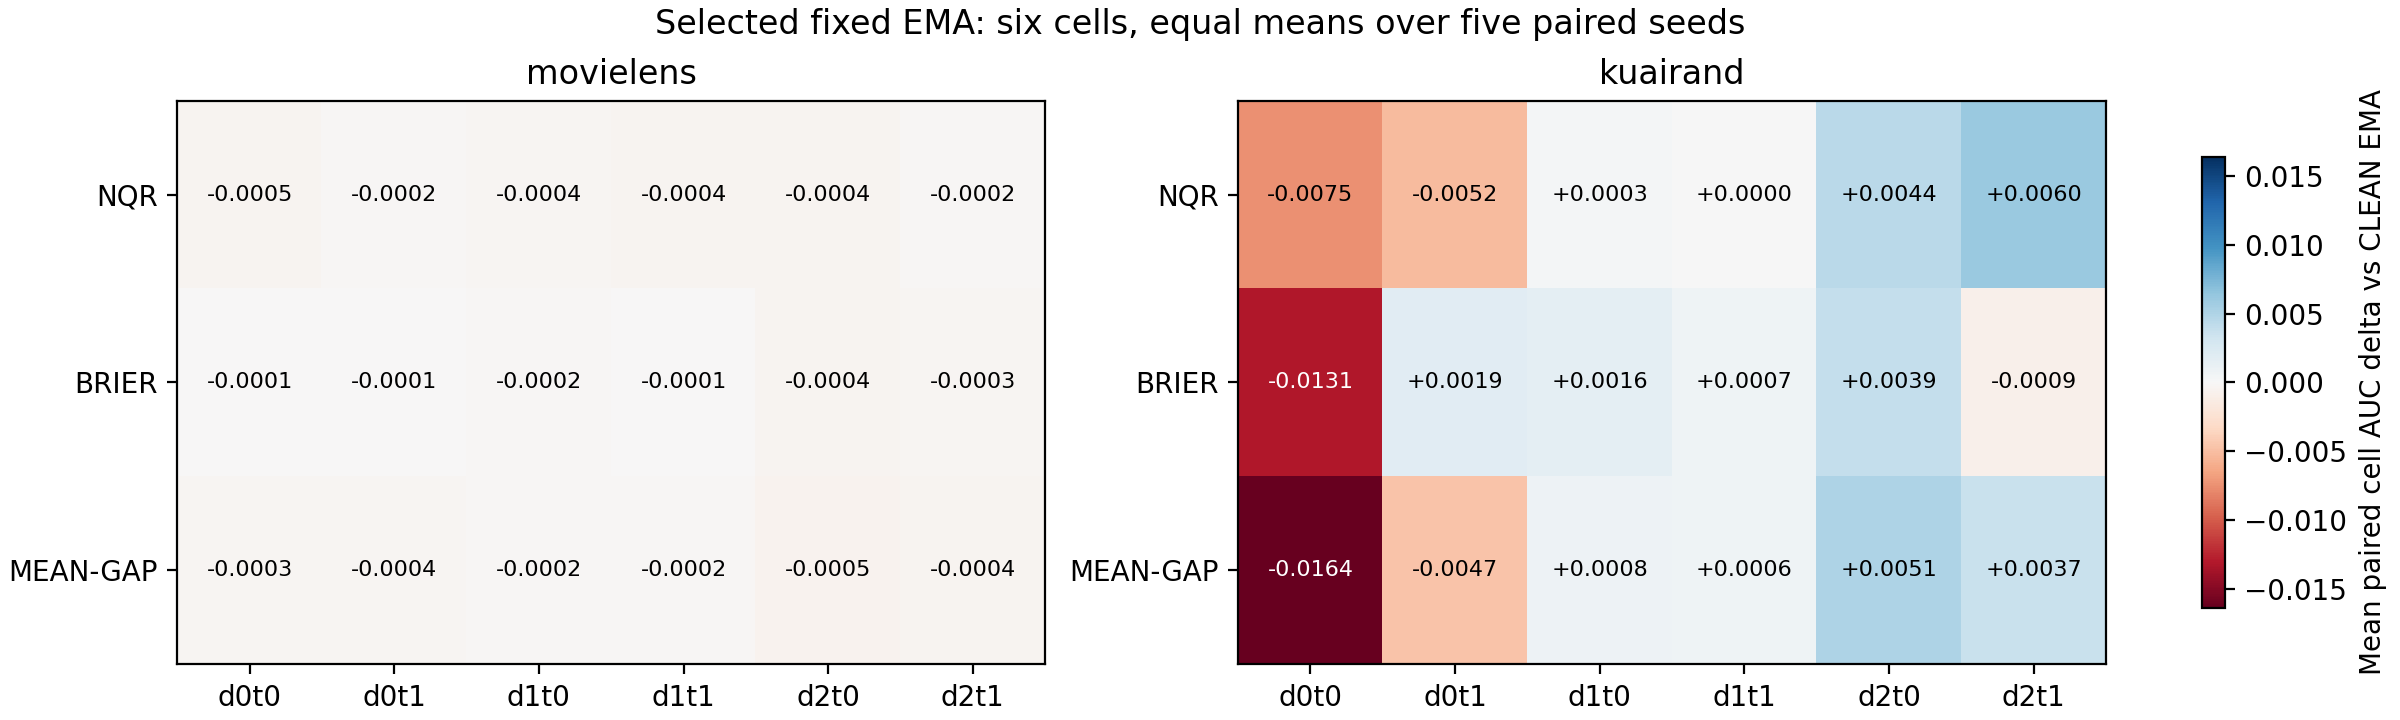 Selected fixed EMA: six cells, equal means over five paired seeds
movielens
NQR -0.0005 -0.0002 -0.0004 -0.0004 -0.0004 -0.0002
BRIER -0.0001 -0.0001 -0.0002 -0.0001 -0.0004 -0.0003
MEAN-GAP -0.0003 -0.0004 -0.0002 -0.0002 -0.0005 -0.0004
d0t0 d0t1 d1t0 d1t1 d2t0 d2t1
kuairand
NQR -0.0075 -0.0052 +0.0003 +0.0000 +0.0044 +0.0060
BRIER -0.0131 +0.0019 +0.0016 +0.0007 +0.0039 -0.0009
MEAN-GAP -0.0164 -0.0047 +0.0008 +0.0006 +0.0051 +0.0037
d0t0 d0t1 d1t0 d1t1 d2t0 d2t1
0.015
0.010
0.005
0.000
−0.005
−0.010
−0.015
Mean paired cell AUC delta vs CLEAN EMA